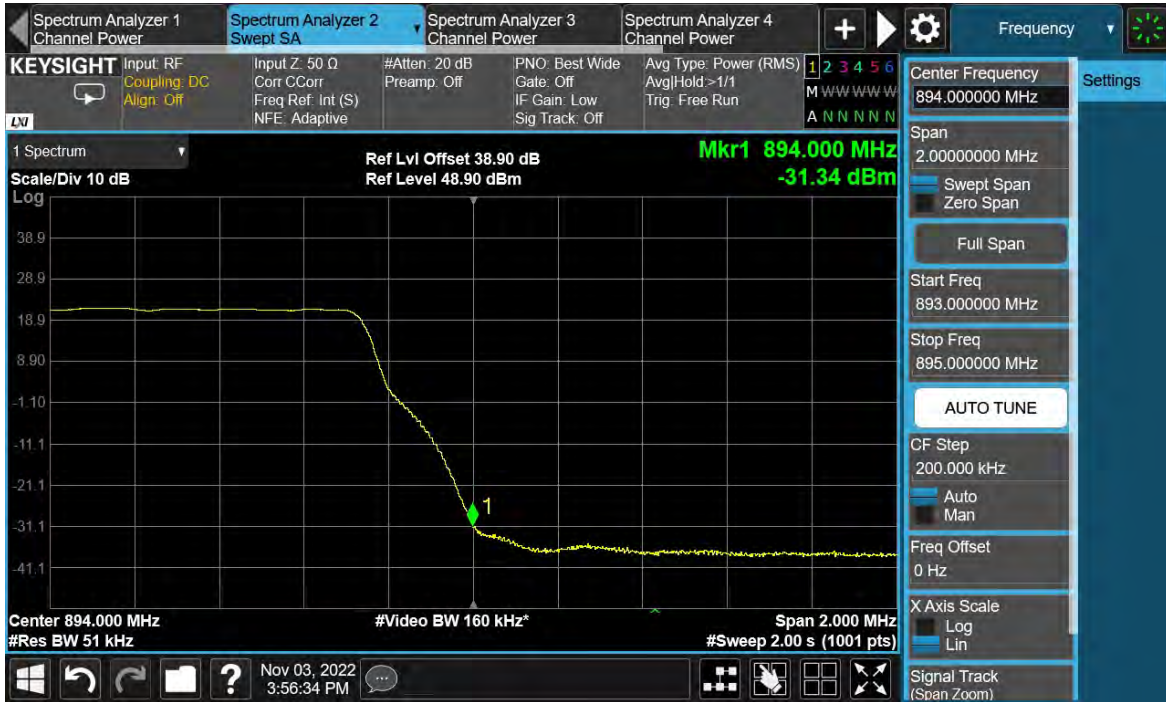 Spectrum Analyzer 1
Channel Power
Spectrum Analyzer 2
Swept SA
Spectrum Analyzer 3
Channel Power
Spectrum Analyzer 4
Channel Power
+
Frequency
KEYSIGHT
LXI
Input: RF
Coupling: DC
Align: Off
Input Z: 50 Ω
Corr CCorr
Freq Ref: Int (S)
NFE: Adaptive
#Atten: 20 dB
Preamp: Off
PNO: Best Wide
Gate: Off
IF Gain: Low
Sig Track: Off
Avg Type: Power (RMS)
Avg|Hold:>1/1
Trig: Free Run
1 2 3 4 5 6
M W W W W W
A N N N N N
1 Spectrum
Scale/Div 10 dB
Log
Ref Lvl Offset 38.90 dB
Ref Level 48.90 dBm
Mkr1 894.000 MHz
-31.34 dBm
38.9
28.9
18.9
8.90
-1.10
-11.1
-21.1
-31.1
-41.1
1
Center 894.000 MHz
#Res BW 51 kHz
#Video BW 160 kHz*
Span 2.000 MHz
#Sweep 2.00 s (1001 pts)
?
Nov 03, 2022
3:56:34 PM
Center Frequency
894.000000 MHz
Settings
Span
2.00000000 MHz
Swept Span
Zero Span
Full Span
Start Freq
893.000000 MHz
Stop Freq
895.000000 MHz
AUTO TUNE
CF Step
200.000 kHz
Auto
Man
Freq Offset
0 Hz
X Axis Scale
Log
Lin
Signal Track
(Span Zoom)